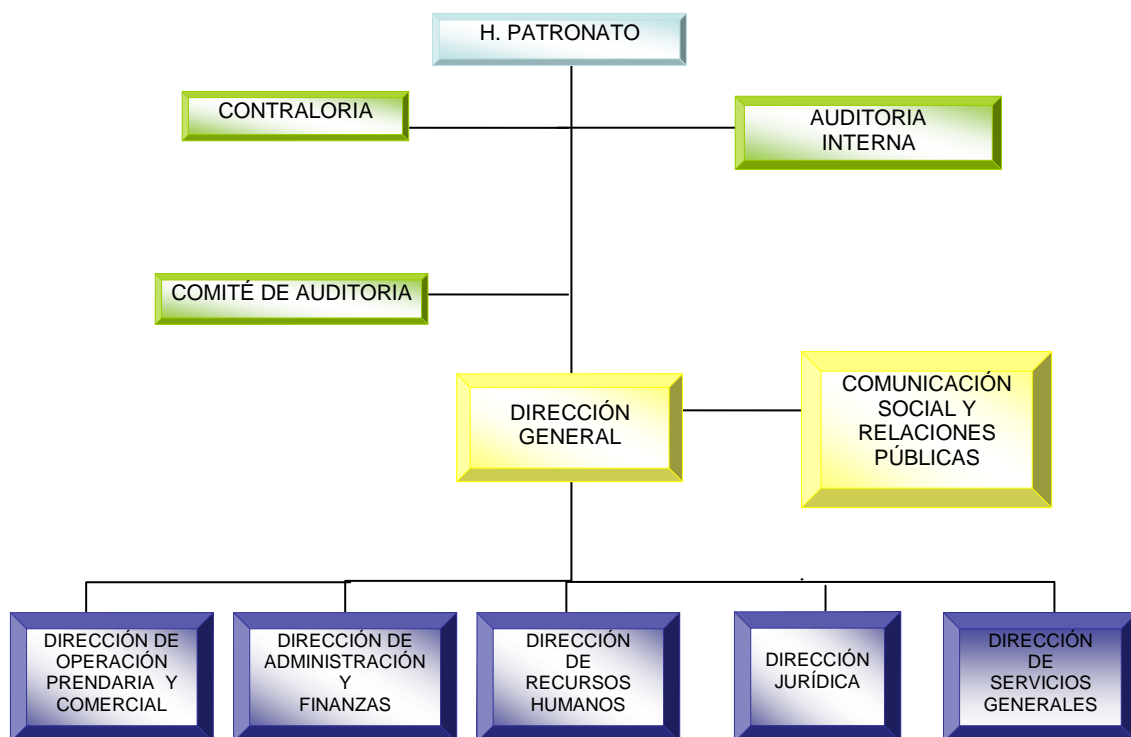 H. PATRONATO
CONTRALORIA
AUDITORIA
INTERNA
COMITÉ DE AUDITORIA
DIRECCIÓN
GENERAL
COMUNICACIÓN
SOCIAL Y
RELACIONES
PÚBLICAS
DIRECCIÓN DE
OPERACIÓN
PRENDARIA Y
COMERCIAL
DIRECCIÓN DE
ADMINISTRACIÓN
Y
FINANZAS
DIRECCIÓN
DE
RECURSOS
HUMANOS
DIRECCIÓN
JURÍDICA
DIRECCIÓN
DE
SERVICIOS
GENERALES